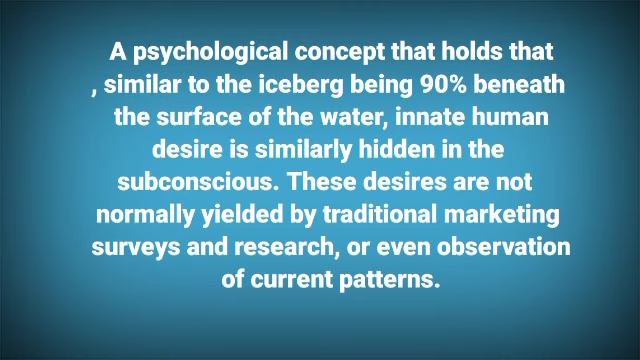 A psychological concept that holds that
, similar to the iceberg being 90% beneath
the surface of the water, innate human
desire is similarly hidden in the
subconscious. These desires are not
normally yielded by traditional marketing
surveys and research, or even observation
of current patterns.